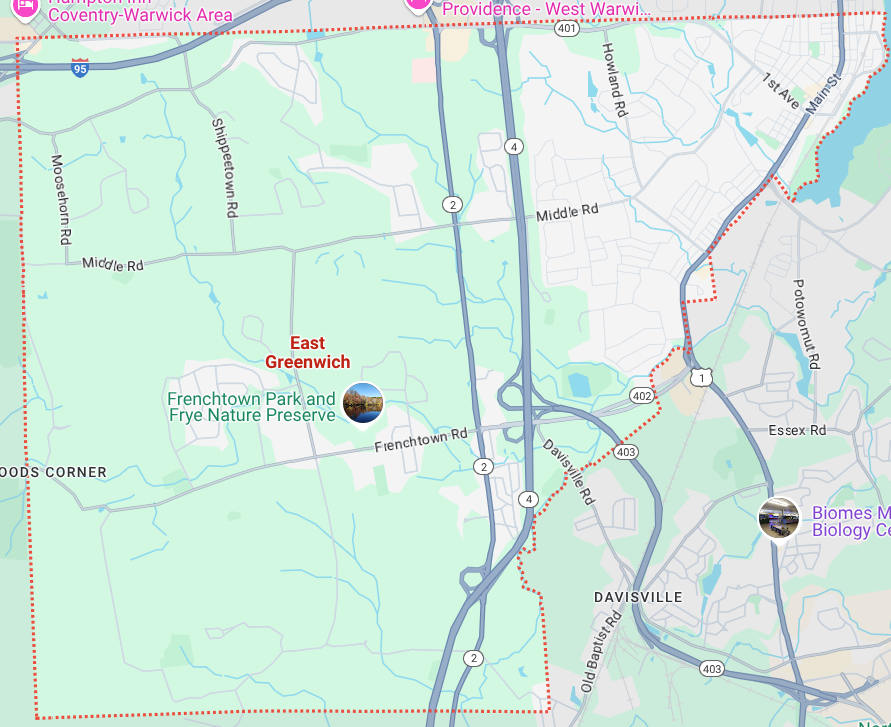 Hampton Inn
Coventry-Warwick Area
Providence - West Warwi...
401
95
Howland Rd
1st Ave
Main St
4
Shippeetown Rd
Moosehorn Rd
2
Middle Rd
Middle Rd
Potowomut Rd
East
Greenwich
1
402
Frenchtown Park and
Frye Nature Preserve
Essex Rd
Frenchtown Rd
403
Davisville Rd
OODS CORNER
2
4
Biomes M
Biology Ce
DAVISVILLE
Old Baptist Rd
2
403